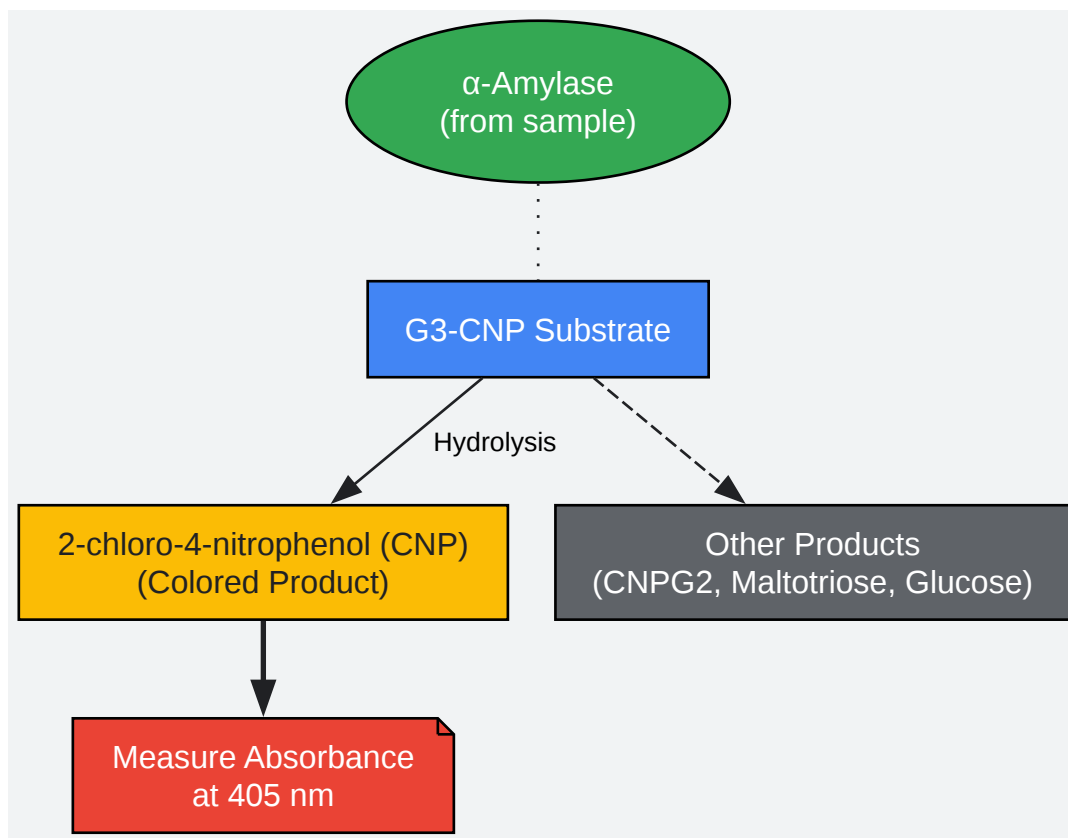 α-Amylase
(from sample)
G3-CNP Substrate
Hydrolysis
2-chloro-4-nitrophenol (CNP)
(Colored Product)
Other Products
(CNPG2, Maltotriose, Glucose)
Measure Absorbance
at 405 nm